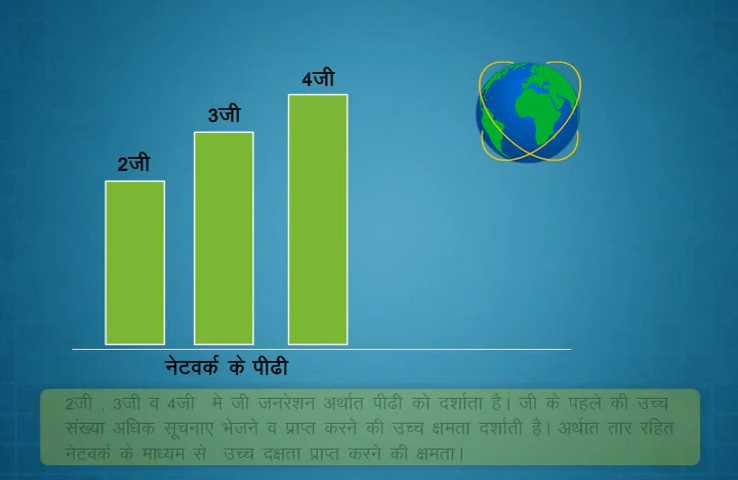 4जी
3जी
2जी
नेटवर्क के पीढी
2जी , 3जी व 4जी मे जी जनरेशन अर्थात पीढी को दर्शाता है। जी के पहले की उच्च
संख्या अधिक सूचनाए भेजने व प्राप्त करने की उच्च क्षमता दर्शाती है। अर्थात तार रहित
नेटवर्क के माध्यम से उच्च दक्षता प्राप्त करने की क्षमता।